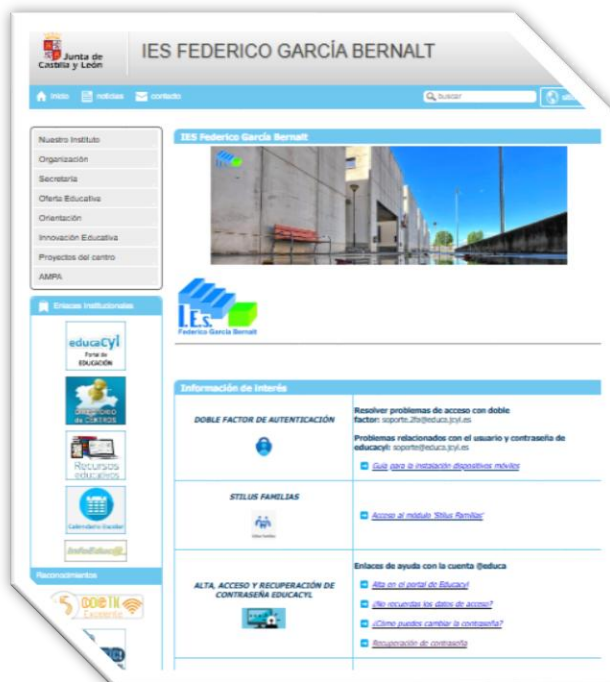 Junta de
Castilla y León
IES FEDERICO GARCÍA BERNALT
inicio noticias contacto
buscar
Nuestro Instituto
Organización
Secretaría
Oferta Educativa
Orientación
Innovación Educativa
Proyectos del centro
AMPA
Enlaces Institucionales
educacyl
Portal de
EDUCACIÓN
DIRECTORIO
de CENTROS
Recursos
educativos
Calendario Escolar
InfoEduc@
Reconocimientos
IES Federico García Bernalt
I.E.S.
Federico García Bernalt
Información de Interés
DOBLE FACTOR DE AUTENTICACIÓN
Resolver problemas de acceso con doble
factor: soporte.2fa@educa.jcyl.es
Problemas relacionados con el usuario y contraseña de
educacyl: soporte@educa.jcyl.es
Guía para la instalación dispositivos móviles
STILUS FAMILIAS
Acceso al módulo 'Stilus Familias'
ALTA, ACCESO Y RECUPERACIÓN DE
CONTRASEÑA EDUCACYL
Enlaces de ayuda con la cuenta @educa
Alta en el portal de Educacyl
¿No recuerdas los datos de acceso?
¿Cómo puedes cambiar la contraseña?
Recuperación de contraseña